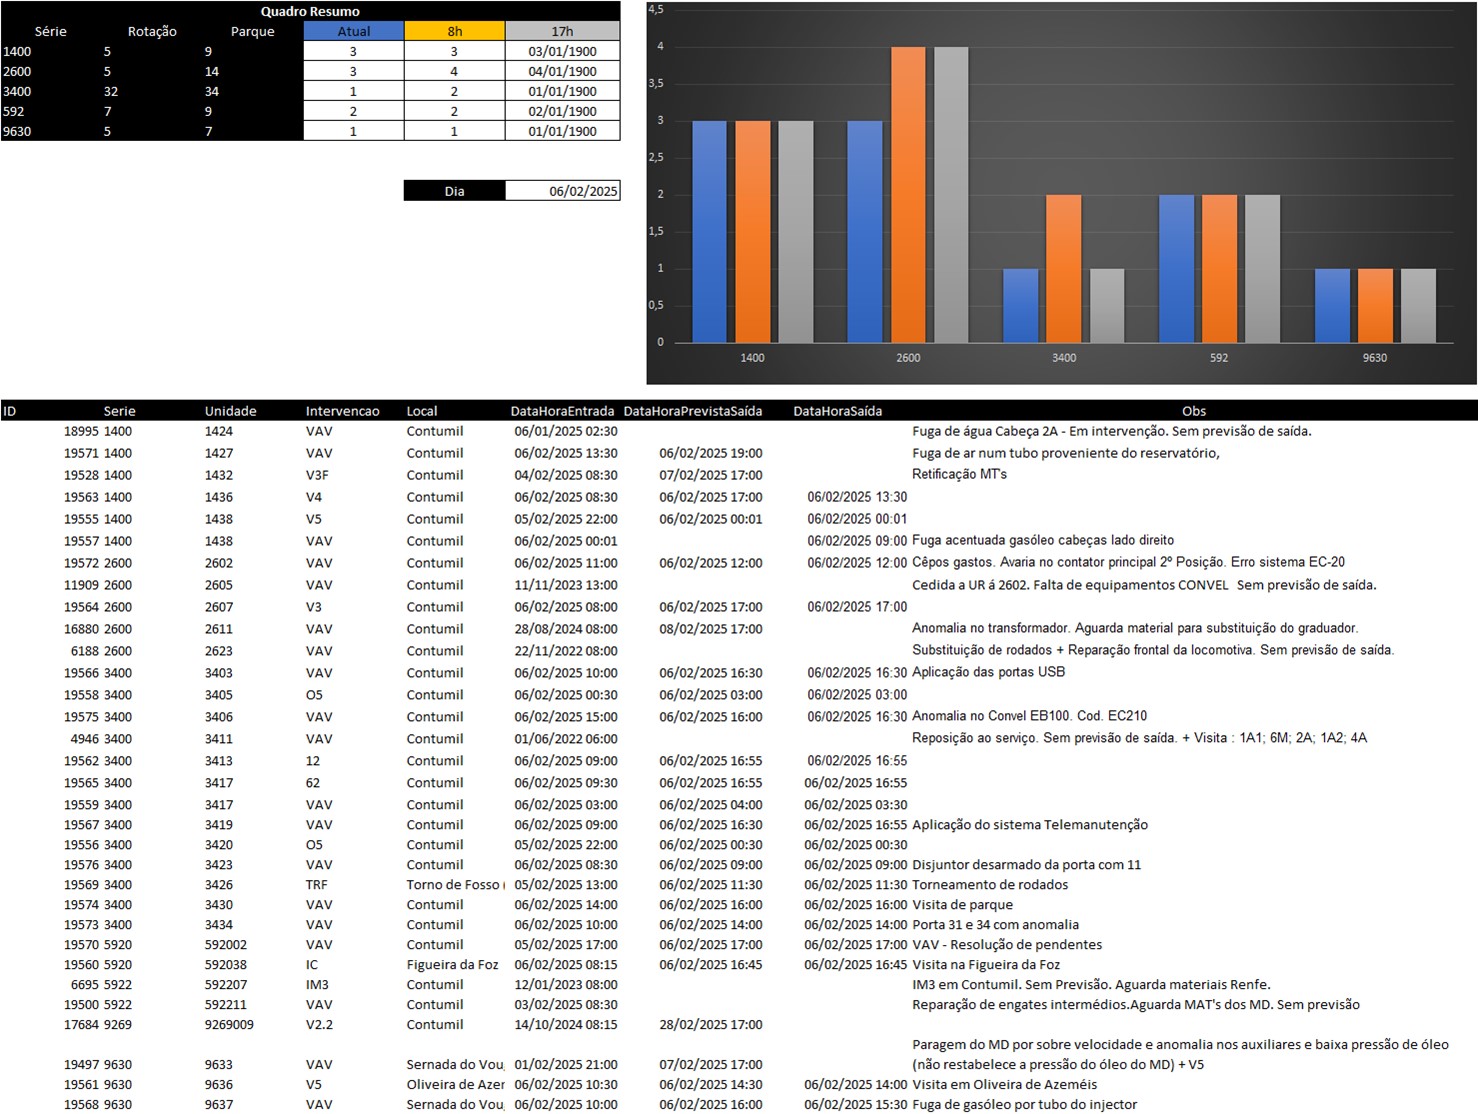 Quadro Resumo
Série Rotação Parque Atual 8h 17h
1400 5 9 3 3 03/01/1900
2600 5 14 3 4 04/01/1900
3400 32 34 1 2 01/01/1900
592 7 9 2 2 02/01/1900
9630 5 7 1 1 01/01/1900
Dia 06/02/2025
4,5
4
3,5
3
2,5
2
1,5
1
0,5
0
1400 2600 3400 592 9630
ID Serie Unidade Intervencao Local DataHoraEntrada DataHoraPrevistaSaída DataHoraSaída Obs
18995 1400 1424 VAV Contumil 06/01/2025 02:30 Fuga de água Cabeça 2A - Em intervenção. Sem previsão de saída.
19571 1400 1427 VAV Contumil 06/02/2025 13:30 06/02/2025 19:00 Fuga de ar num tubo proveniente do reservatório,
19528 1400 1432 V3F Contumil 04/02/2025 08:30 07/02/2025 17:00 Retificação MT's
19563 1400 1436 V4 Contumil 06/02/2025 08:30 06/02/2025 17:00 06/02/2025 13:30
19555 1400 1438 V5 Contumil 05/02/2025 22:00 06/02/2025 00:01 06/02/2025 00:01
19557 1400 1438 VAV Contumil 06/02/2025 00:01 06/02/2025 09:00 Fuga acentuada gasóleo cabeças lado direito
19572 2600 2602 VAV Contumil 06/02/2025 11:00 06/02/2025 12:00 06/02/2025 12:00 Cêpos gastos. Avaria no contator principal 2º Posição. Erro sistema EC-20
11909 2600 2605 VAV Contumil 11/11/2023 13:00 Cedida a UR á 2602. Falta de equipamentos CONVEL Sem previsão de saída.
19564 2600 2607 V3 Contumil 06/02/2025 08:00 06/02/2025 17:00 06/02/2025 17:00
16880 2600 2611 VAV Contumil 28/08/2024 08:00 08/02/2025 17:00 Anomalia no transformador. Aguarda material para substituição do graduador.
6188 2600 2623 VAV Contumil 22/11/2022 08:00 Substituição de rodados + Reparação frontal da locomotiva. Sem previsão de saída.
19566 3400 3403 VAV Contumil 06/02/2025 10:00 06/02/2025 16:30 06/02/2025 16:30 Aplicação das portas USB
19558 3400 3405 O5 Contumil 06/02/2025 00:30 06/02/2025 03:00 06/02/2025 03:00
19575 3400 3406 VAV Contumil 06/02/2025 15:00 06/02/2025 16:00 06/02/2025 16:30 Anomalia no Convel EB100. Cod. EC210
4946 3400 3411 VAV Contumil 01/06/2022 06:00 Reposição ao serviço. Sem previsão de saída. + Visita : 1A1; 6M; 2A; 1A2; 4A
19562 3400 3413 12 Contumil 06/02/2025 09:00 06/02/2025 16:55 06/02/2025 16:55
19565 3400 3417 62 Contumil 06/02/2025 09:30 06/02/2025 16:55 06/02/2025 16:55
19559 3400 3417 VAV Contumil 06/02/2025 03:00 06/02/2025 04:00 06/02/2025 03:30
19567 3400 3419 VAV Contumil 06/02/2025 09:00 06/02/2025 16:30 06/02/2025 16:55 Aplicação do sistema Telemanutenção
19556 3400 3420 O5 Contumil 05/02/2025 22:00 06/02/2025 00:30 06/02/2025 00:30
19576 3400 3423 VAV Contumil 06/02/2025 08:30 06/02/2025 09:00 06/02/2025 09:00 Disjuntor desarmado da porta com 11
19569 3400 3426 TRF Torno de Fosso ( 05/02/2025 13:00 06/02/2025 11:30 06/02/2025 11:30 Torneamento de rodados
19574 3400 3430 VAV Contumil 06/02/2025 14:00 06/02/2025 16:00 06/02/2025 16:00 Visita de parque
19573 3400 3434 VAV Contumil 06/02/2025 10:00 06/02/2025 14:00 06/02/2025 14:00 Porta 31 e 34 com anomalia
19570 5920 592002 VAV Contumil 05/02/2025 17:00 06/02/2025 17:00 06/02/2025 17:00 VAV - Resolução de pendentes
19560 5920 592038 IC Figueira da Foz 06/02/2025 08:15 06/02/2025 16:45 06/02/2025 16:45 Visita na Figueira da Foz
6695 5922 592207 IM3 Contumil 12/01/2023 08:00 IM3 em Contumil. Sem Previsão. Aguarda materiais Renfe.
19500 5922 592211 VAV Contumil 03/02/2025 08:30 Reparação de engates intermédios.Aguarda MAT's dos MD. Sem previsão
17684 9269 9269009 V2.2 Contumil 14/10/2024 08:15 28/02/2025 17:00
Paragem do MD por sobre velocidade e anomalia nos auxiliares e baixa pressão de óleo
19497 9630 9633 VAV Sernada do Vou 01/02/2025 21:00 07/02/2025 17:00 (não restabelece a pressão do óleo do MD) + V5
19561 9630 9636 V5 Oliveira de Azer 06/02/2025 10:30 06/02/2025 14:30 06/02/2025 14:00 Visita em Oliveira de Azeméis
19568 9630 9637 VAV Sernada do Vou 06/02/2025 10:00 06/02/2025 16:00 06/02/2025 15:30 Fuga de gasóleo por tubo do injector